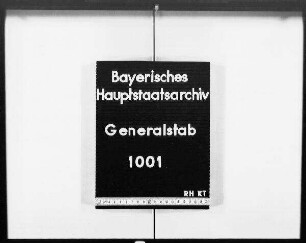 Bayerisches
Hauptstaatsarchiv
Generalstab
1001
RH KT